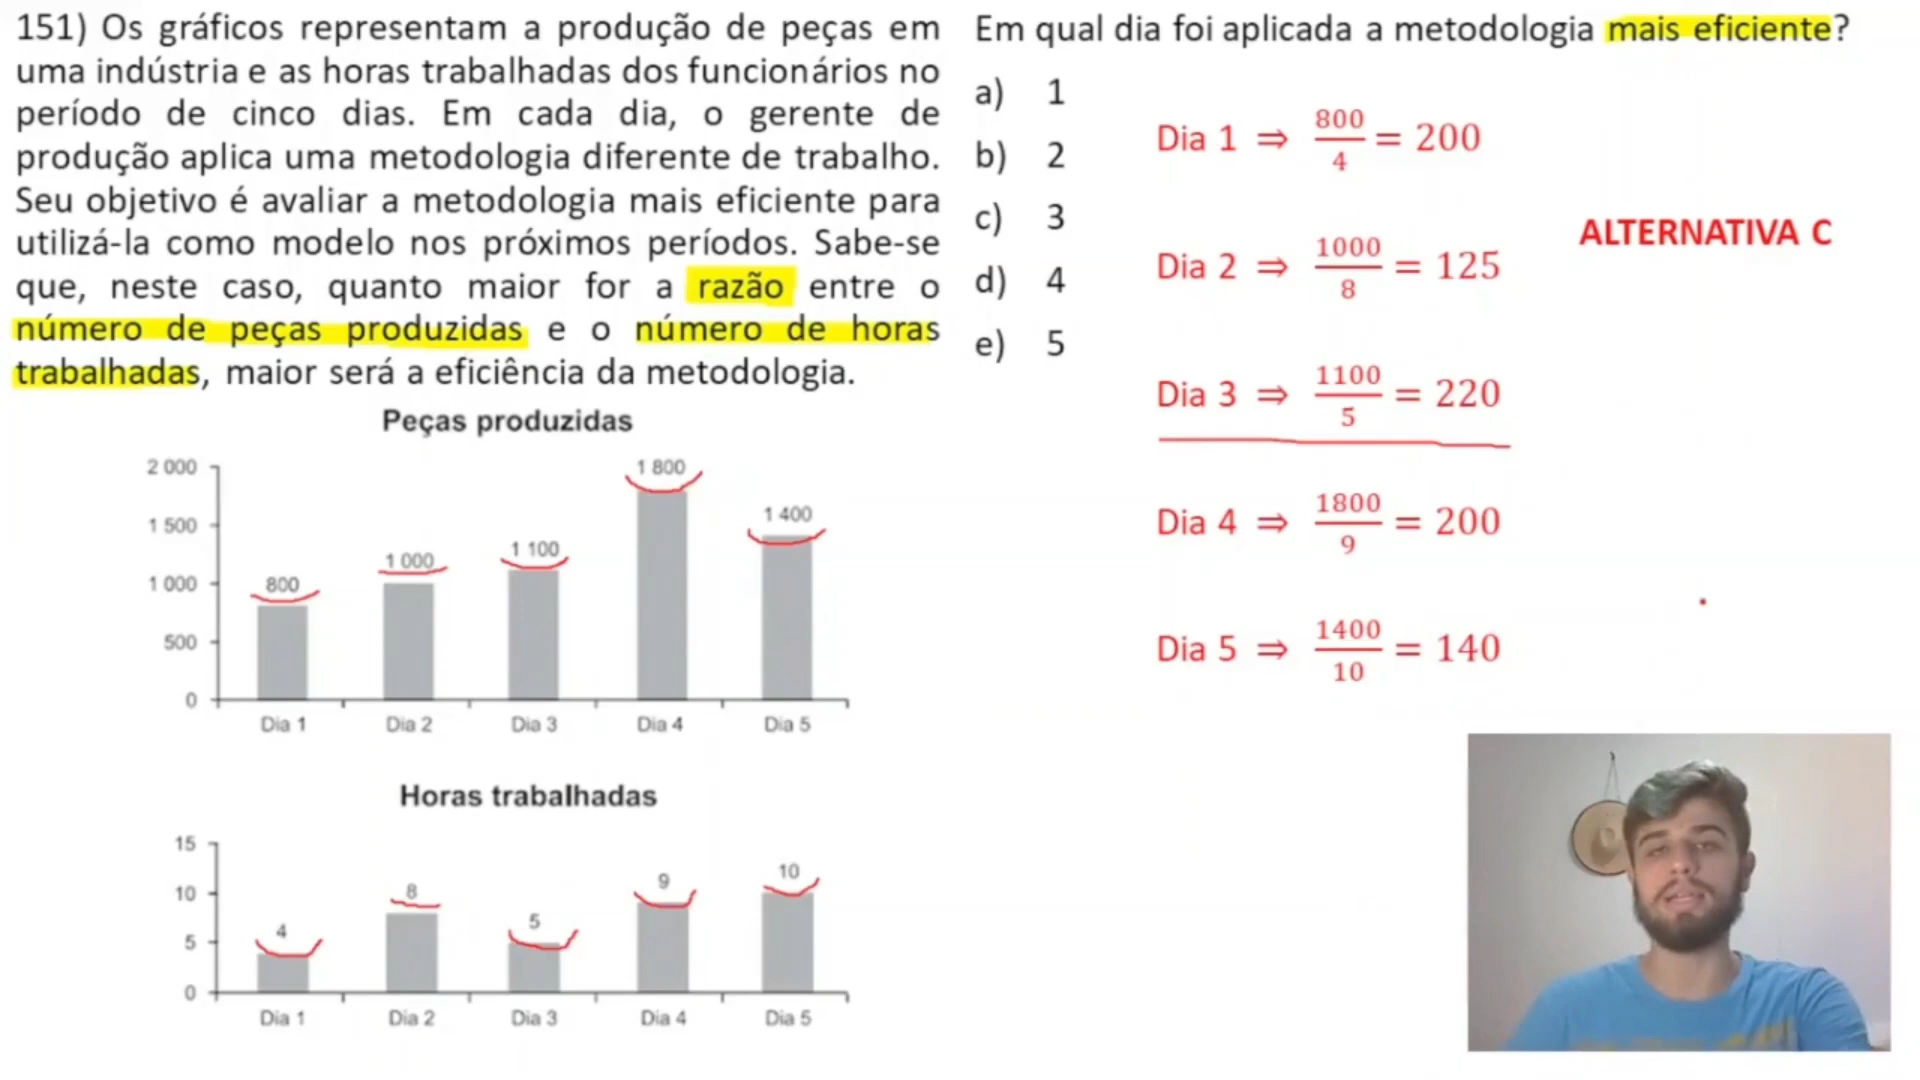 151) Os gráficos representam a produção de peças em
uma indústria e as horas trabalhadas dos funcionários no
período de cinco dias. Em cada dia, o gerente de
produção aplica uma metodologia diferente de trabalho.
Seu objetivo é avaliar a metodologia mais eficiente para
utilizá-la como modelo nos próximos períodos. Sabe-se
que, neste caso, quanto maior for a razão entre o
número de peças produzidas e o número de horas
trabalhadas, maior será a eficiência da metodologia.
Peças produzidas
2 000
1 500
1 000
500
0
800
1 000
1 100
1 800
1 400
Dia 1 Dia 2 Dia 3 Dia 4 Dia 5
Horas trabalhadas
15
10
5
0
4
8
5
9
10
Dia 1 Dia 2 Dia 3 Dia 4 Dia 5
Em qual dia foi aplicada a metodologia mais eficiente?
a) 1
b) 2
c) 3
d) 4
e) 5
Dia 1 ⇒ 800/4 = 200
Dia 2 ⇒ 1000/8 = 125
Dia 3 ⇒ 1100/5 = 220
Dia 4 ⇒ 1800/9 = 200
Dia 5 ⇒ 1400/10 = 140
ALTERNATIVA C